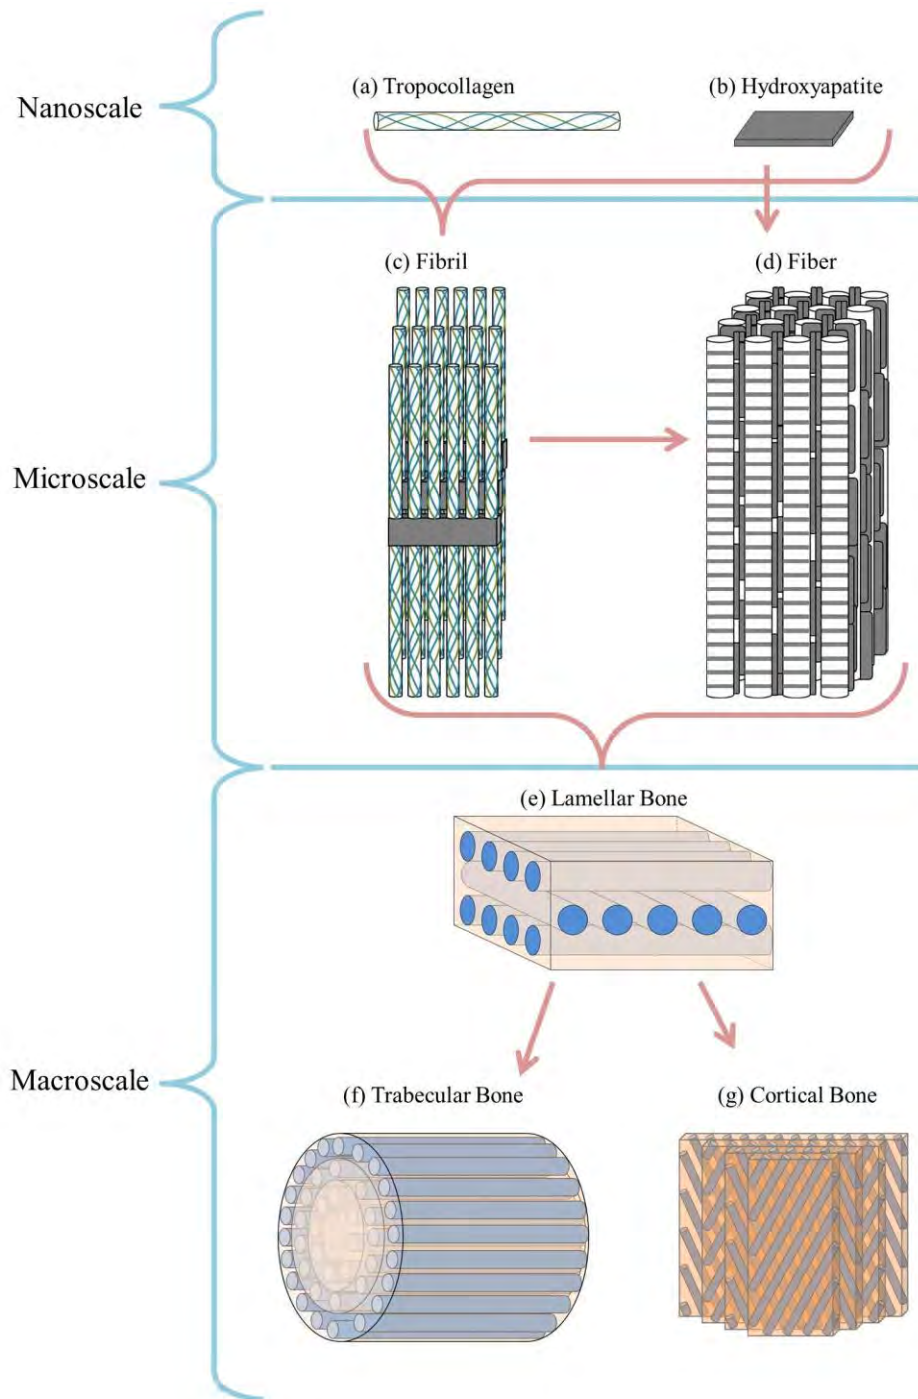 Nanoscale
(a) Tropocollagen
(b) Hydroxyapatite
Microscale
(c) Fibril
(d) Fiber
Macroscale
(e) Lamellar Bone
(f) Trabecular Bone
(g) Cortical Bone